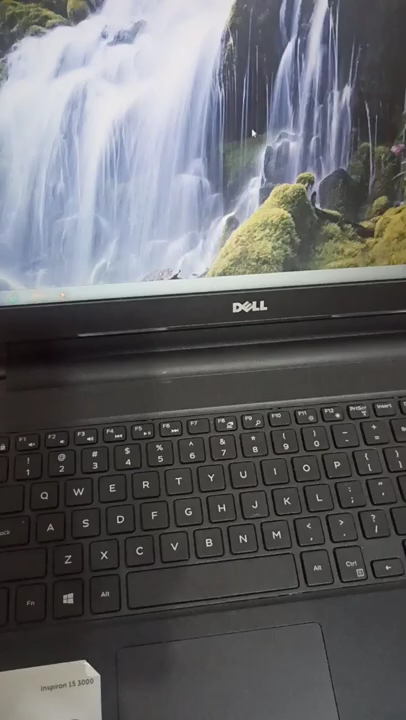 DELL
F1 F2 F3 F4 F5 F6 F7 F8 F9 F10 F11 F12 PrtScr Insert
! @ # $ % ^ & * ( ) _ +
1 2 3 4 5 6 7 8 9 0 - =
Q W E R T Y U I O P { }
[ ]
A S D F G H J K L : "
; '
Z X C V B N M < > ?
, . /
Fn Alt Alt Ctrl
Inspiron 15 3000